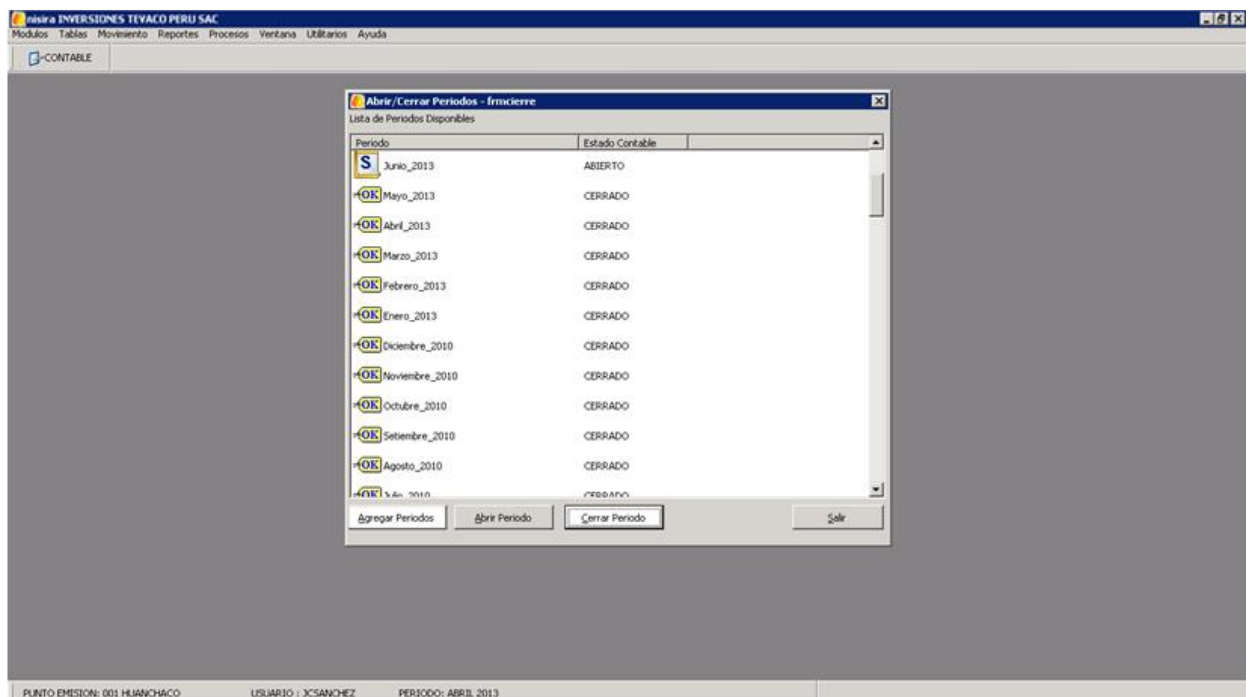 nisira INVERSIONES TEVACO PERU SAC
Modulos Tablas Movimiento Reportes Procesos Ventana Utilitarios Ayuda
CONTABLE
Abrir/Cerrar Periodos - frmcierre
Lista de Periodos Disponibles
Periodo Estado Contable
S Junio_2013 ABIERTO
OK Mayo_2013 CERRADO
OK Abril_2013 CERRADO
OK Marzo_2013 CERRADO
OK Febrero_2013 CERRADO
OK Enero_2013 CERRADO
OK Diciembre_2010 CERRADO
OK Noviembre_2010 CERRADO
OK Octubre_2010 CERRADO
OK Setiembre_2010 CERRADO
OK Agosto_2010 CERRADO
OK Julio_2010 CERRADO
Agregar Periodos Abrir Periodo Cerrar Periodo Salir
PUNTO EMISION: 001 HUANCHACO USUARIO : JCSANCHEZ PERIODO: ABRIL 2013